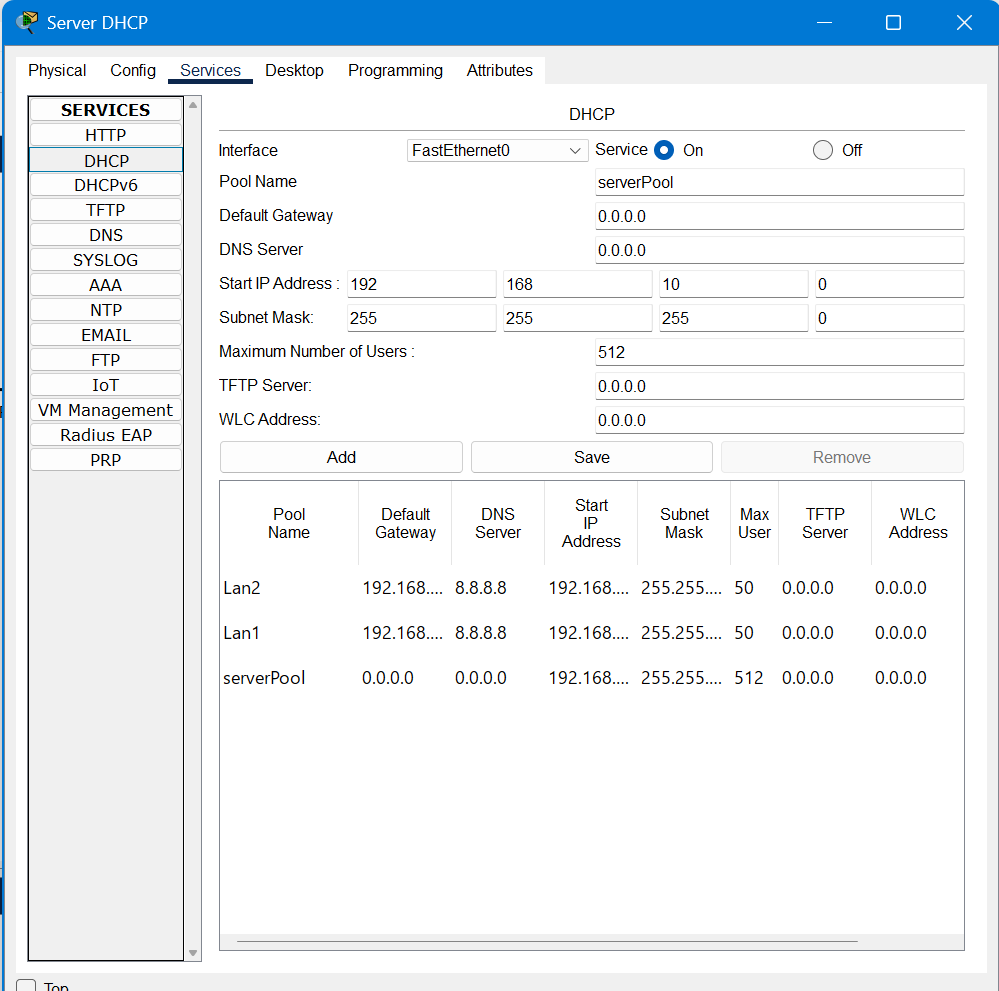 Server DHCP
Physical Config Services Desktop Programming Attributes
SERVICES
HTTP
DHCP
DHCPv6
TFTP
DNS
SYSLOG
AAA
NTP
EMAIL
FTP
IoT
VM Management
Radius EAP
PRP
DHCP
Interface FastEthernet0 Service On Off
Pool Name serverPool
Default Gateway 0.0.0.0
DNS Server 0.0.0.0
Start IP Address : 192 168 10 0
Subnet Mask: 255 255 255 0
Maximum Number of Users : 512
TFTP Server: 0.0.0.0
WLC Address: 0.0.0.0
Add Save Remove
Pool Name Default Gateway DNS Server Start IP Address Subnet Mask Max User TFTP Server WLC Address
Lan2 192.168.... 8.8.8.8 192.168.... 255.255.... 50 0.0.0.0 0.0.0.0
Lan1 192.168.... 8.8.8.8 192.168.... 255.255.... 50 0.0.0.0 0.0.0.0
serverPool 0.0.0.0 0.0.0.0 192.168.... 255.255.... 512 0.0.0.0 0.0.0.0
Top